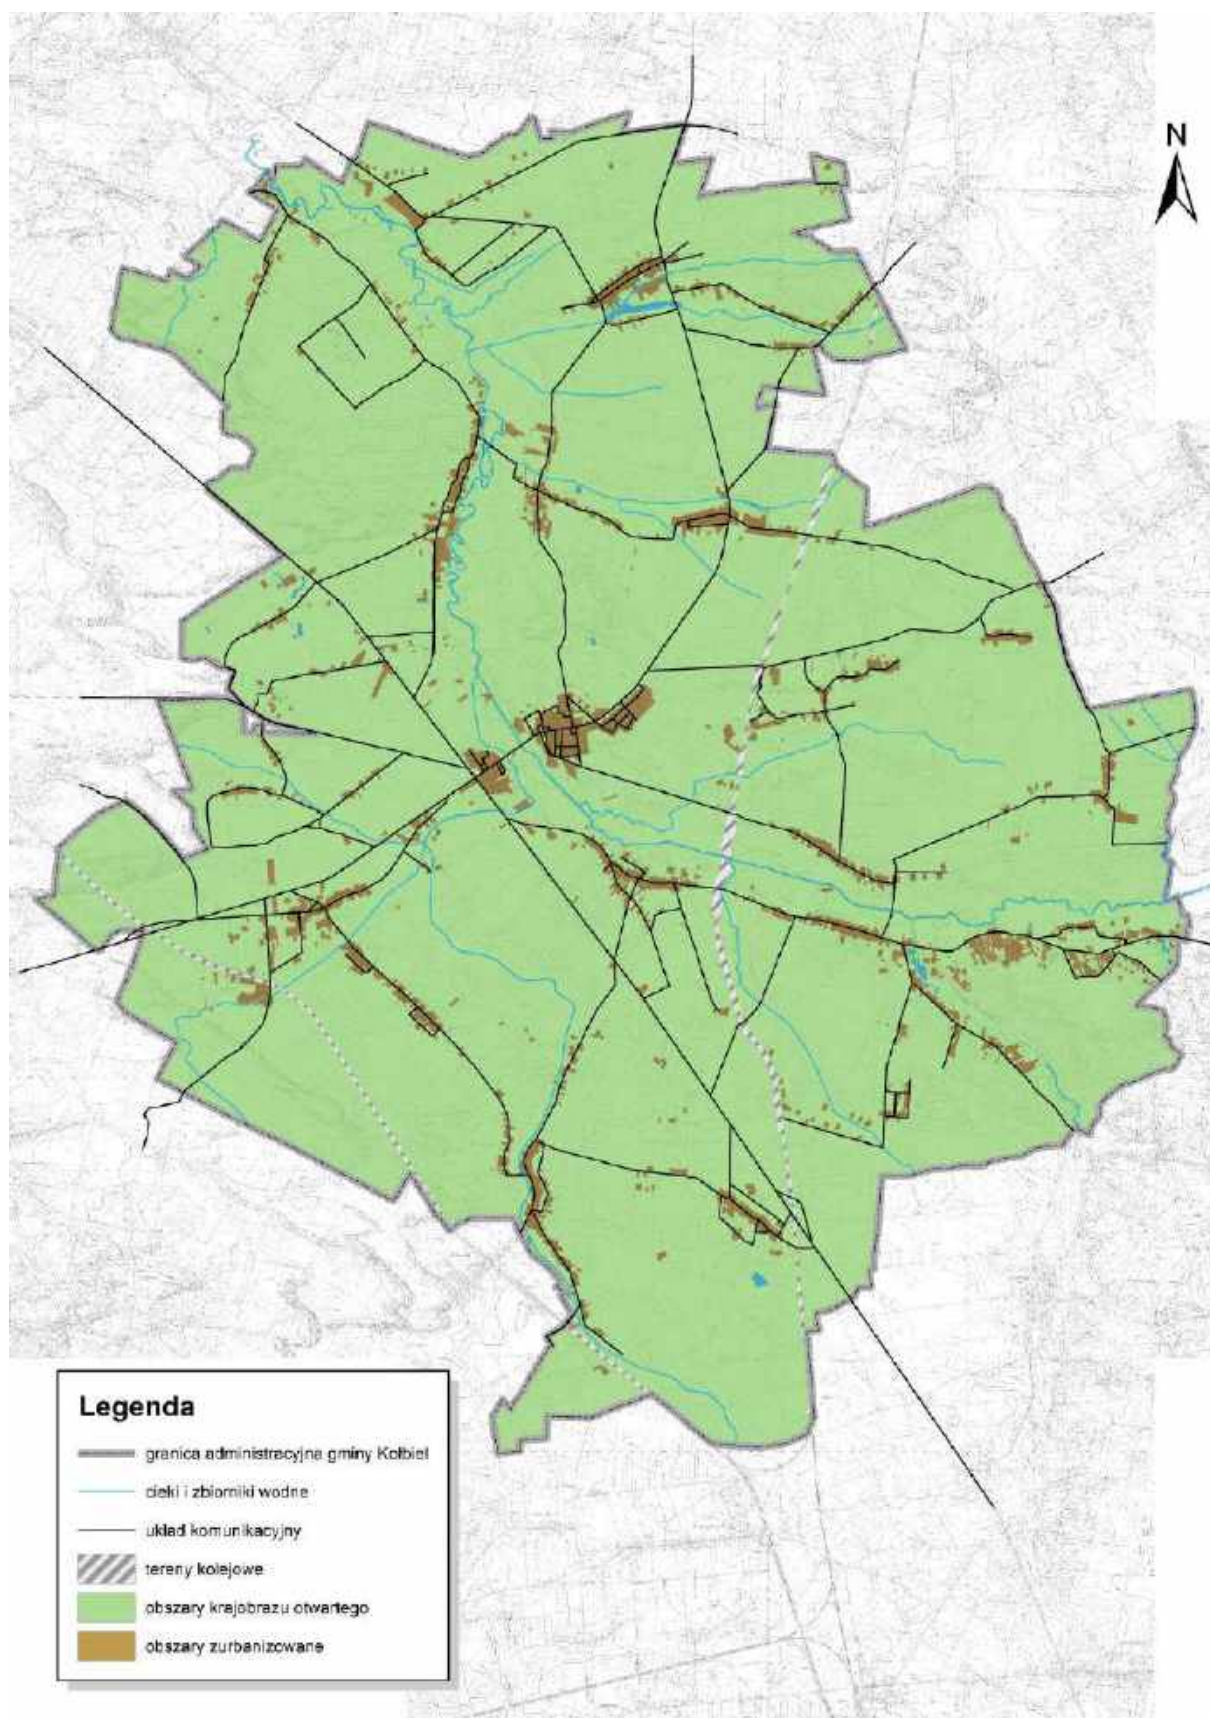 N
Legenda
granica administracyjna gminy Kołbiel
cieki i zbiorniki wodne
układ komunikacyjny
tereny kolejowe
obszary krajobrazu otwartego
obszary zurbanizowane